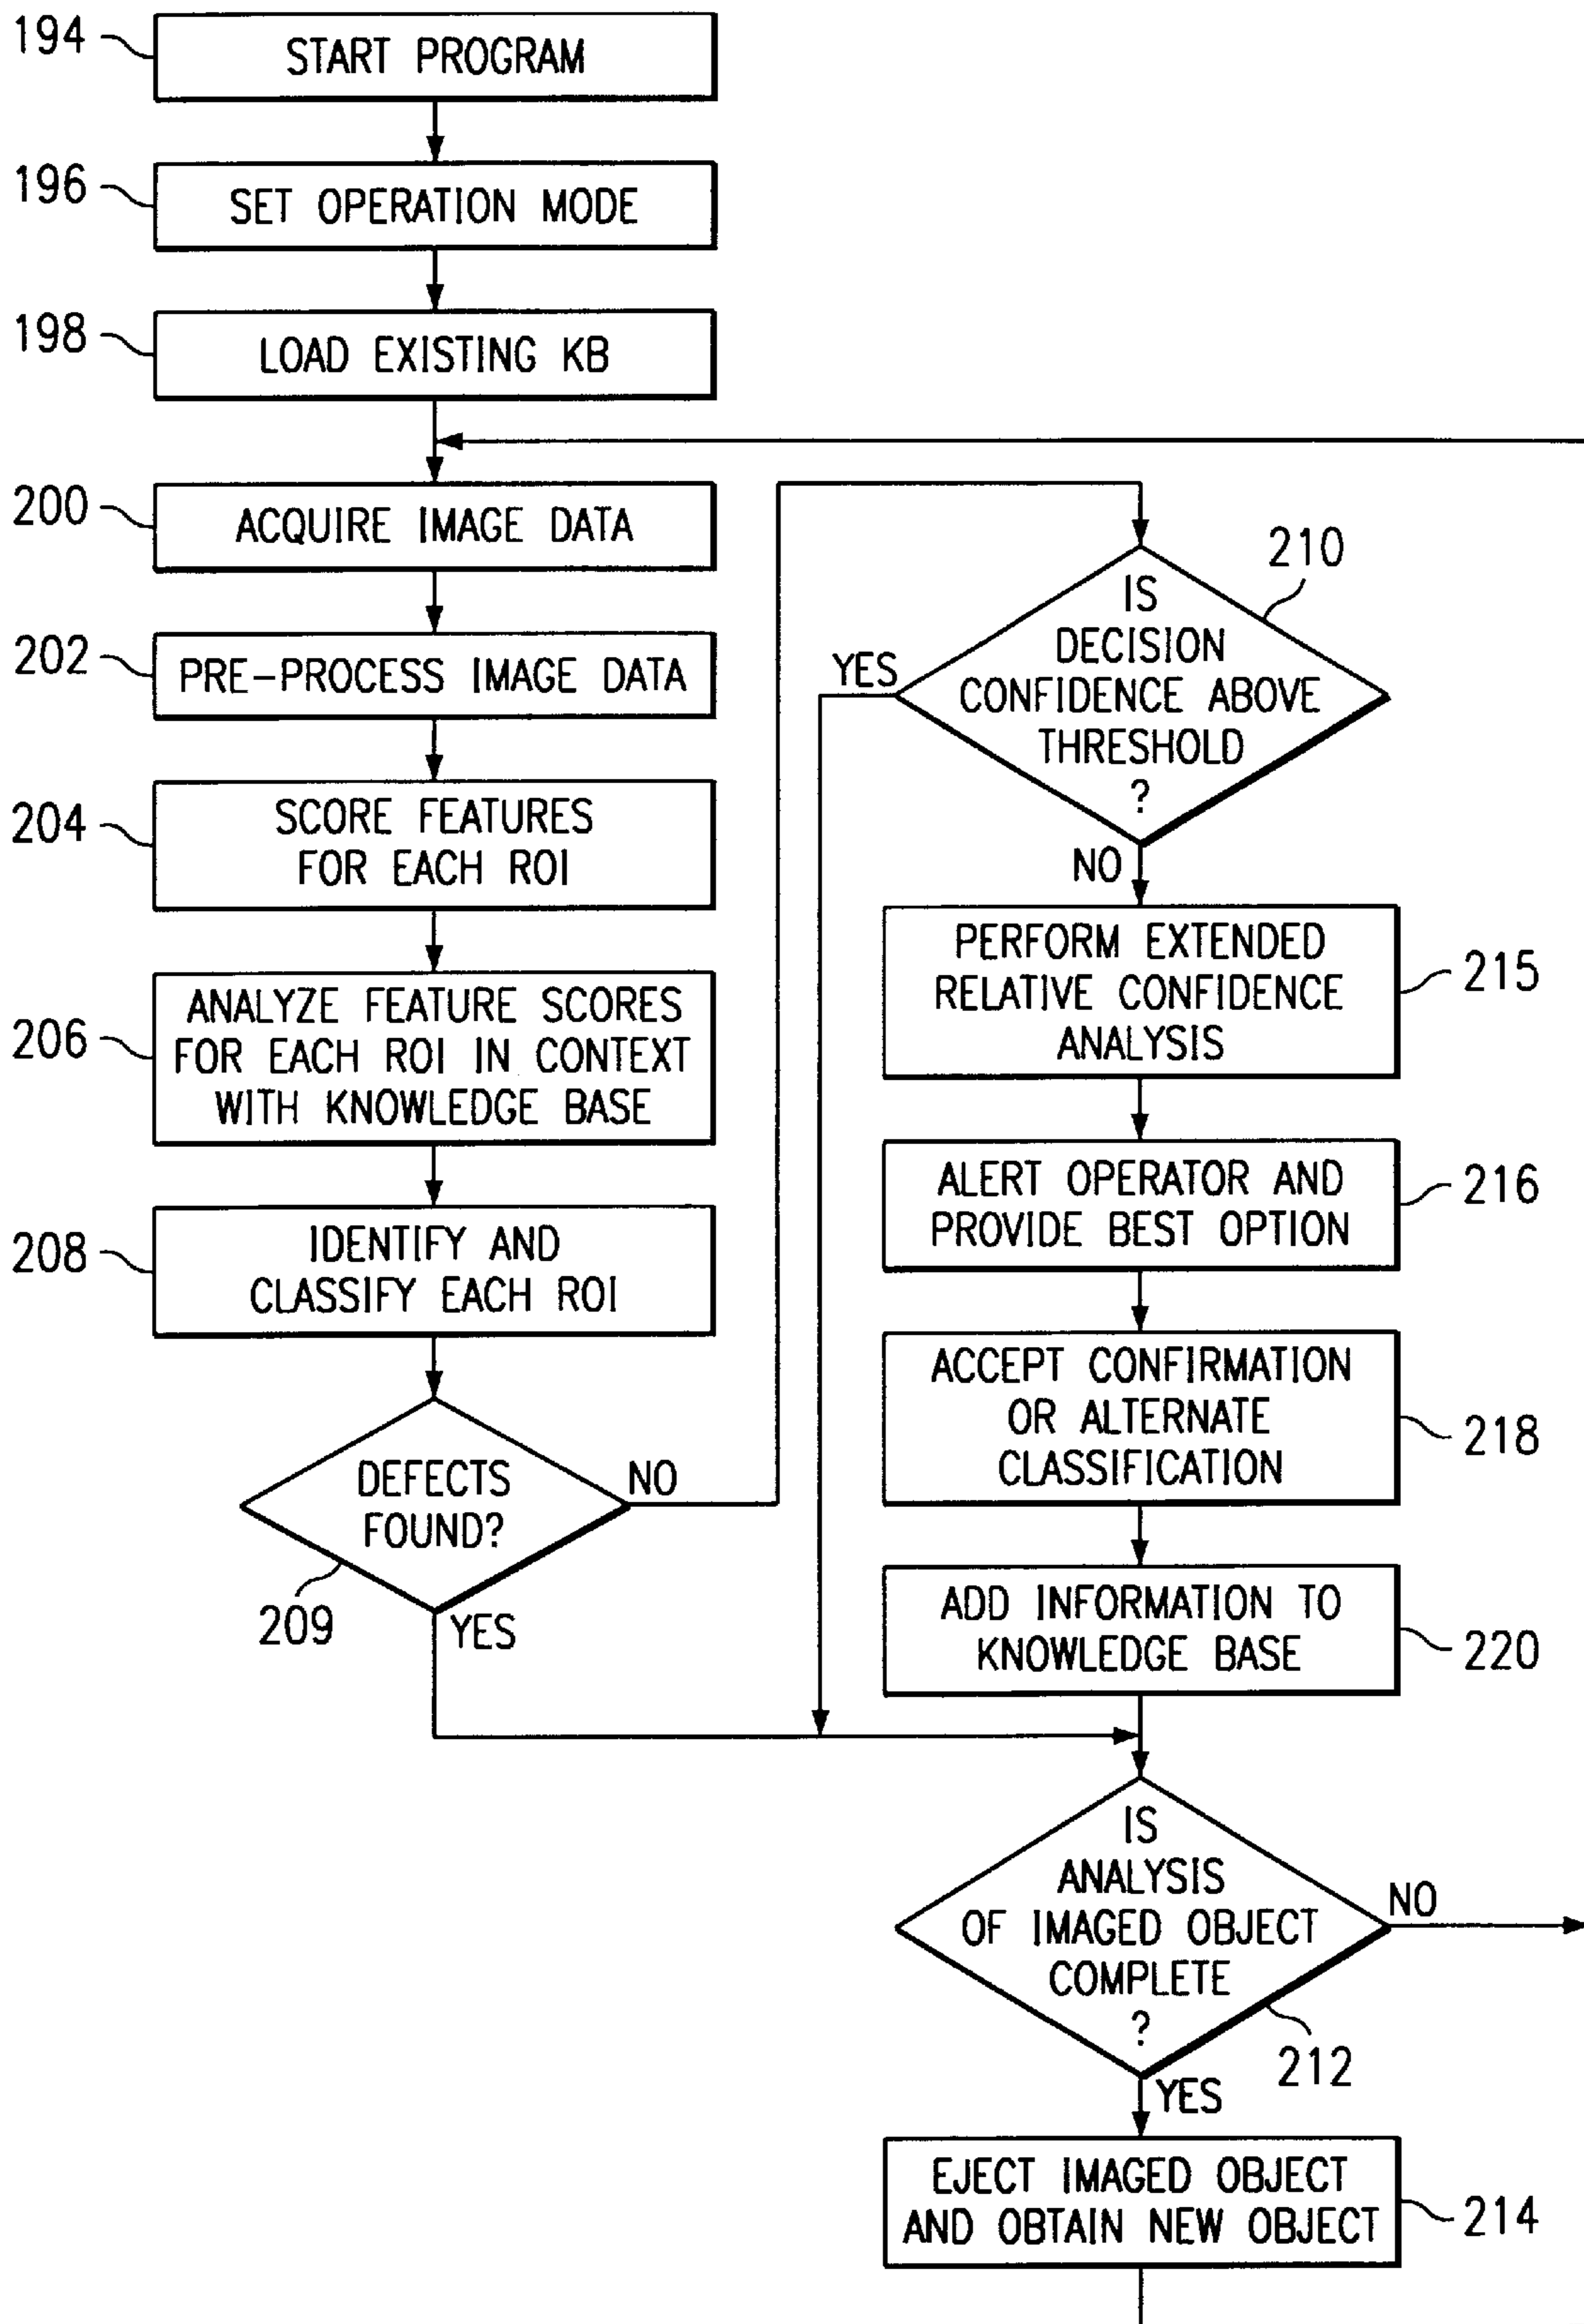 194
START PROGRAM
196
SET OPERATION MODE
198
LOAD EXISTING KB
200
ACQUIRE IMAGE DATA
202
PRE-PROCESS IMAGE DATA
204
SCORE FEATURES
FOR EACH ROI
206
ANALYZE FEATURE SCORES
FOR EACH ROI IN CONTEXT
WITH KNOWLEDGE BASE
208
IDENTIFY AND
CLASSIFY EACH ROI
DEFECTS
FOUND?
NO
209
YES
210
IS
DECISION
CONFIDENCE ABOVE
THRESHOLD
?
YES
NO
PERFORM EXTENDED
RELATIVE CONFIDENCE
ANALYSIS
215
ALERT OPERATOR AND
PROVIDE BEST OPTION
216
ACCEPT CONFIRMATION
OR ALTERNATE
CLASSIFICATION
218
ADD INFORMATION TO
KNOWLEDGE BASE
220
IS
ANALYSIS
OF IMAGED OBJECT
COMPLETE
?
NO
212
YES
EJECT IMAGED OBJECT
AND OBTAIN NEW OBJECT
214